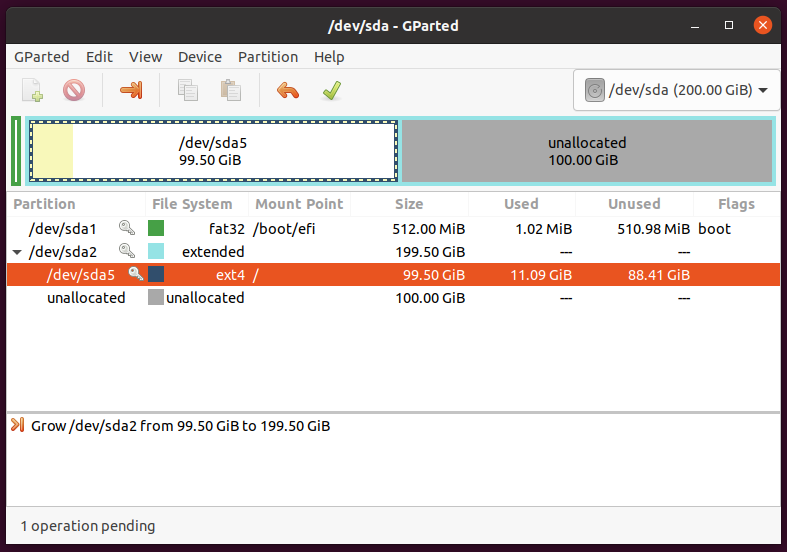 /dev/sda - GParted
GParted Edit View Device Partition Help
/dev/sda (200.00 GiB)
/dev/sda5
99.50 GiB
unallocated
100.00 GiB
Partition File System Mount Point Size Used Unused Flags
/dev/sda1 fat32 /boot/efi 512.00 MiB 1.02 MiB 510.98 MiB boot
/dev/sda2 extended 199.50 GiB --- ---
/dev/sda5 ext4 / 99.50 GiB 11.09 GiB 88.41 GiB
unallocated unallocated 100.00 GiB --- ---
Grow /dev/sda2 from 99.50 GiB to 199.50 GiB
1 operation pending